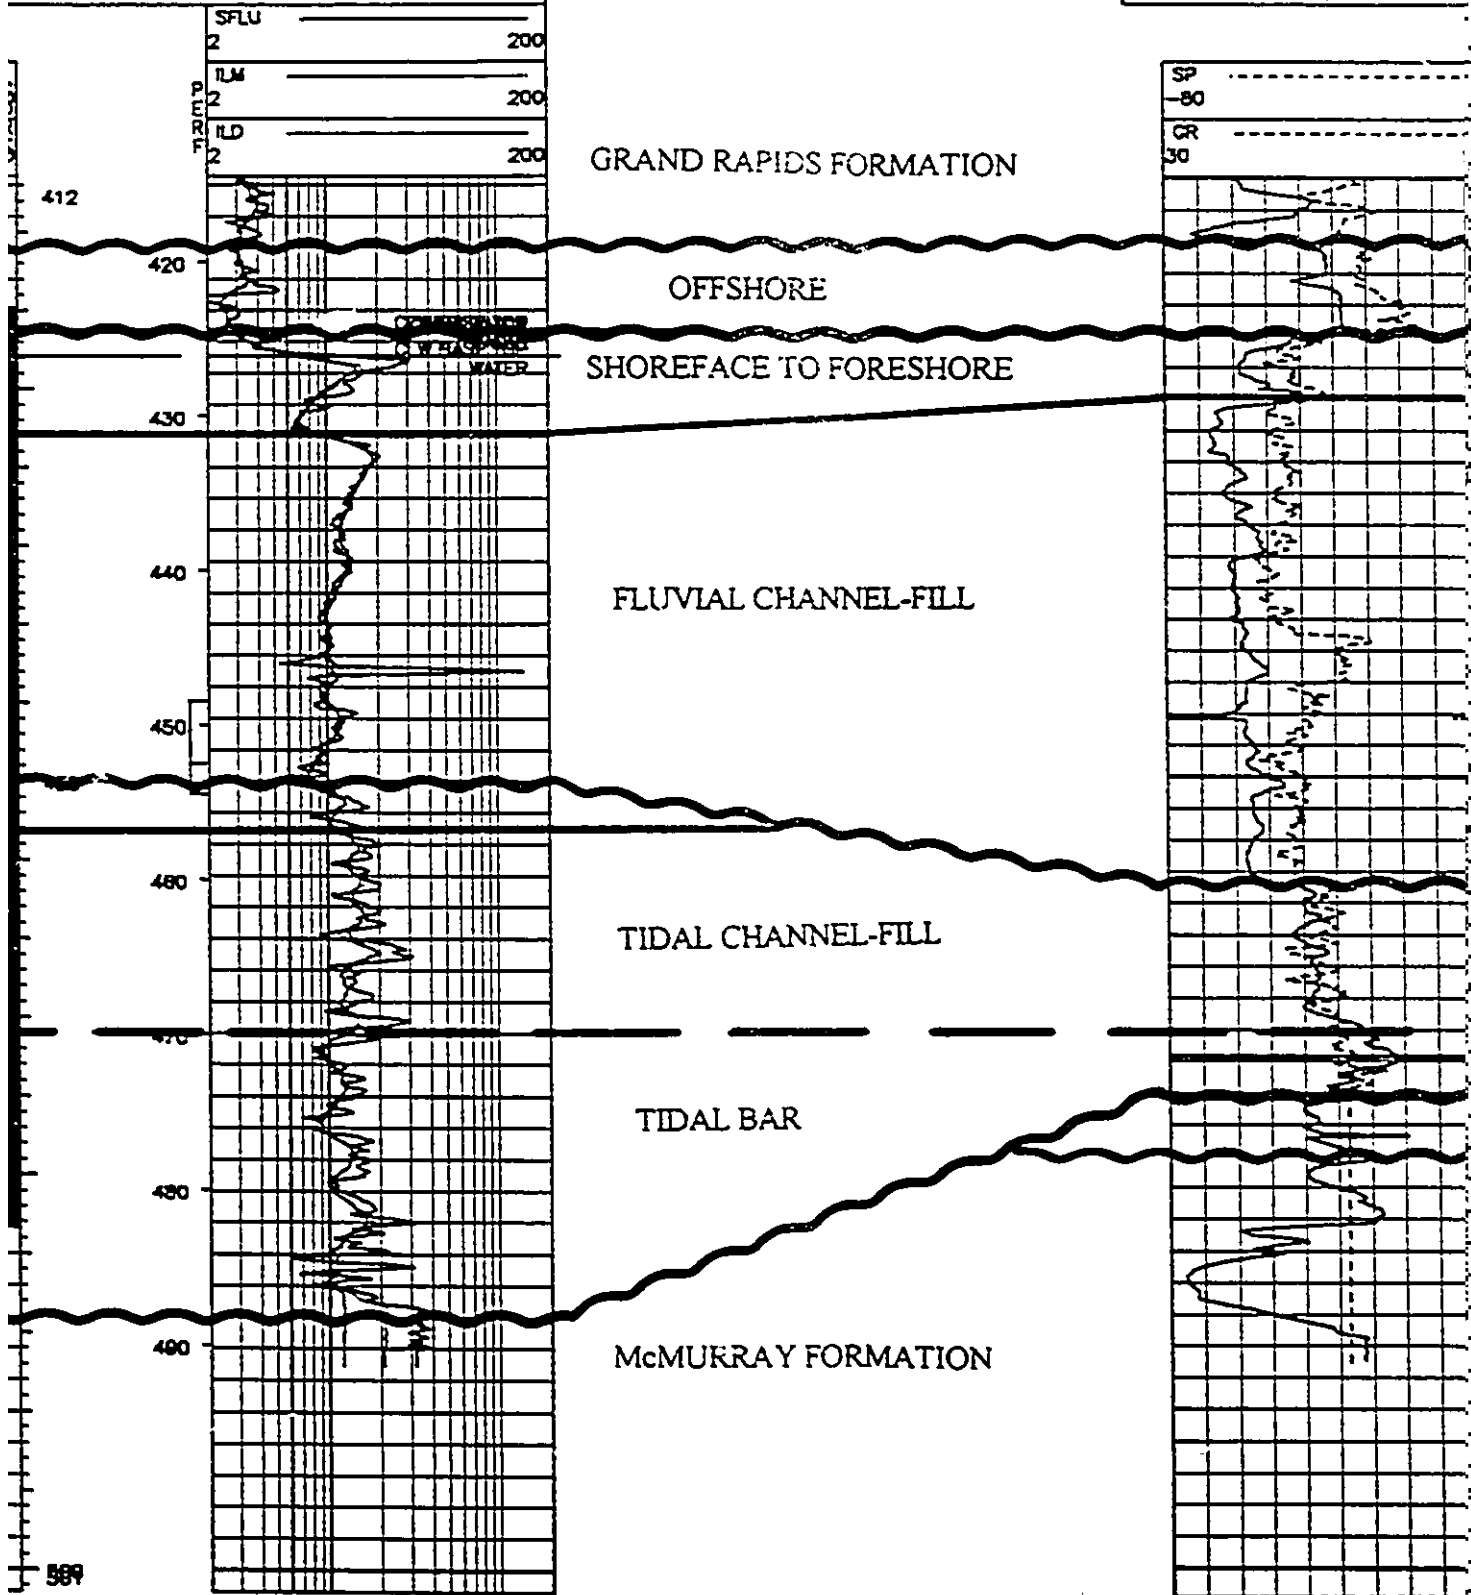 SFLU
2 200
ILM
2 200
ILD
2 200
PERF
SP
-80
GR
30
GRAND RAPIDS FORMATION
412
420
OFFSHORE
WATER
SHOREFACE TO FORESHORE
430
440
FLUVIAL CHANNEL-FILL
450
460
TIDAL CHANNEL-FILL
470
TIDAL BAR
480
490
McMURRAY FORMATION